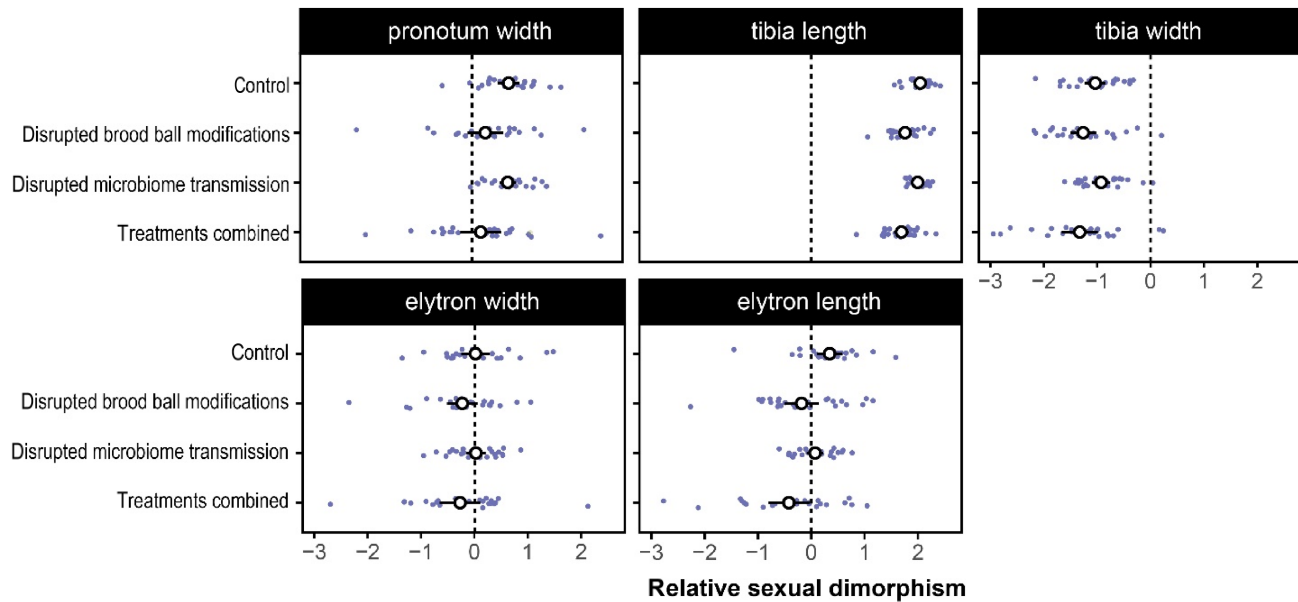 pronotum width
tibia length
tibia width
Control
Disrupted brood ball modifications
Disrupted microbiome transmission
Treatments combined
−3 −2 −1 0 1 2
elytron width
elytron length
Control
Disrupted brood ball modifications
Disrupted microbiome transmission
Treatments combined
−3 −2 −1 0 1 2
−3 −2 −1 0 1 2
Relative sexual dimorphism